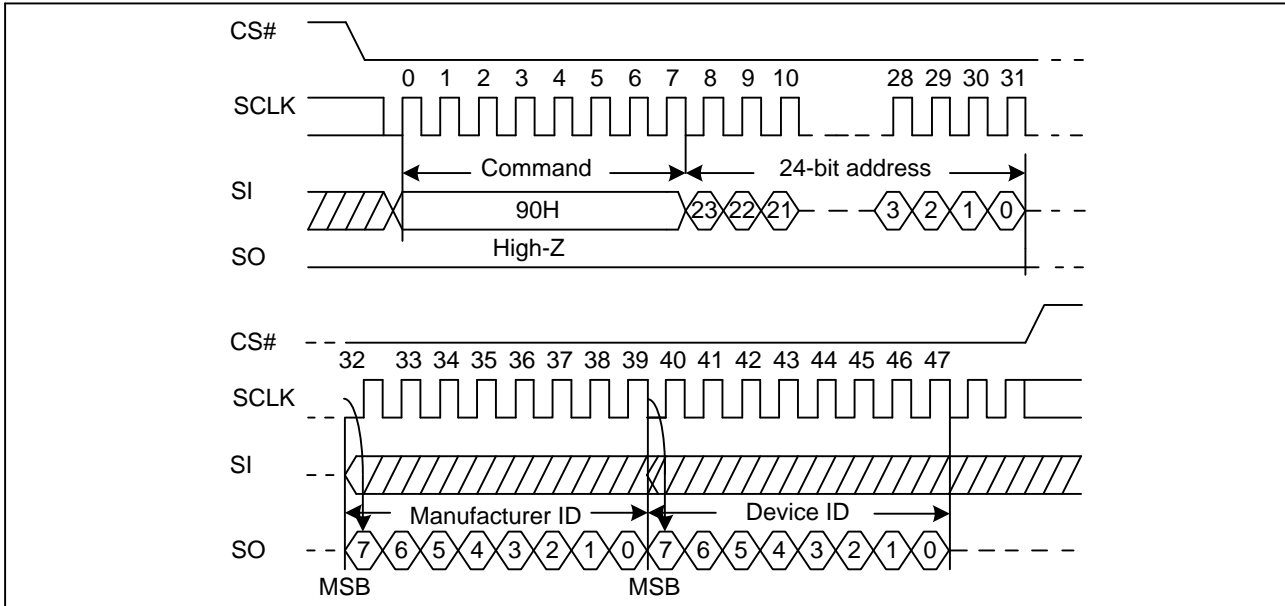 CS#
0 1 2 3 4 5 6 7 8 9 10 28 29 30 31
SCLK
Command 24-bit address
SI
90H 23 22 21 3 2 1 0
High-Z
SO
CS#
32 33 34 35 36 37 38 39 40 41 42 43 44 45 46 47
SCLK
SI
Manufacturer ID Device ID
SO 7 6 5 4 3 2 1 0 7 6 5 4 3 2 1 0
MSB MSB